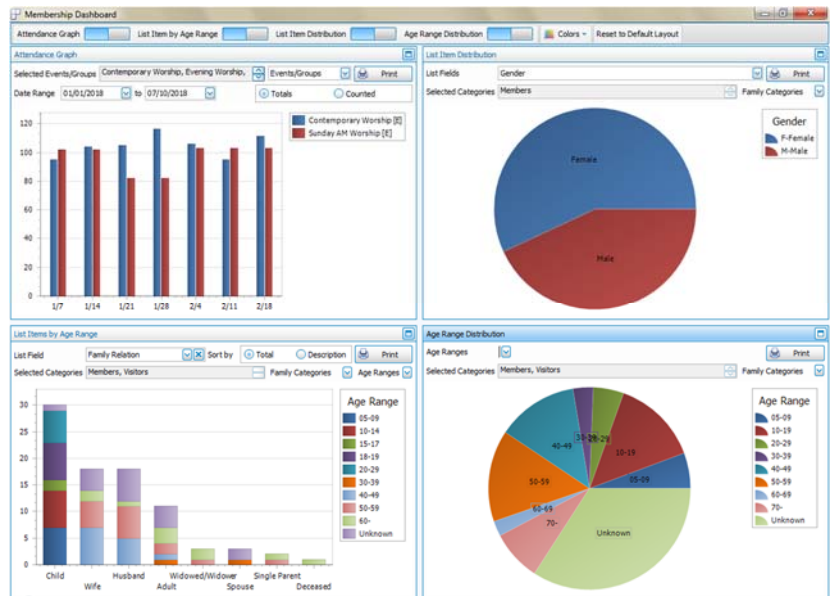 Membership Dashboard
Attendance Graph List Item by Age Range List Item Distribution Age Range Distribution Colors Reset to Default Layout
Attendance Graph
Selected Events/Groups Contemporary Worship, Evening Worship, Events/Groups Print
Date Range 01/01/2018 to 07/10/2018 Totals Counted
Contemporary Worship [E]
Sunday AM Worship [E]
120
100
80
60
40
20
0
1/7 1/14 1/21 1/28 2/4 2/11 2/18
List Item Distribution
List Fields Gender Print
Selected Categories Members Family Categories
Gender
F-Female
M-Male
Female
Male
List Items by Age Range
List Field Family Relation Sort by Total Description Print
Selected Categories Members, Visitors Family Categories Age Ranges
30
25
20
15
10
5
0
Child Wife Husband Adult Widowed/Widower Spouse Single Parent Deceased
Age Range
05-09
10-14
15-17
18-19
20-29
30-39
40-49
50-59
60-
Unknown
Age Range Distribution
Age Ranges Print
Selected Categories Members, Visitors Family Categories
Age Range
05-09
10-19
20-29
30-39
40-49
50-59
60-69
70-
Unknown
30-39
20-29
40-49
10-19
50-59
05-09
60-69
70-
Unknown